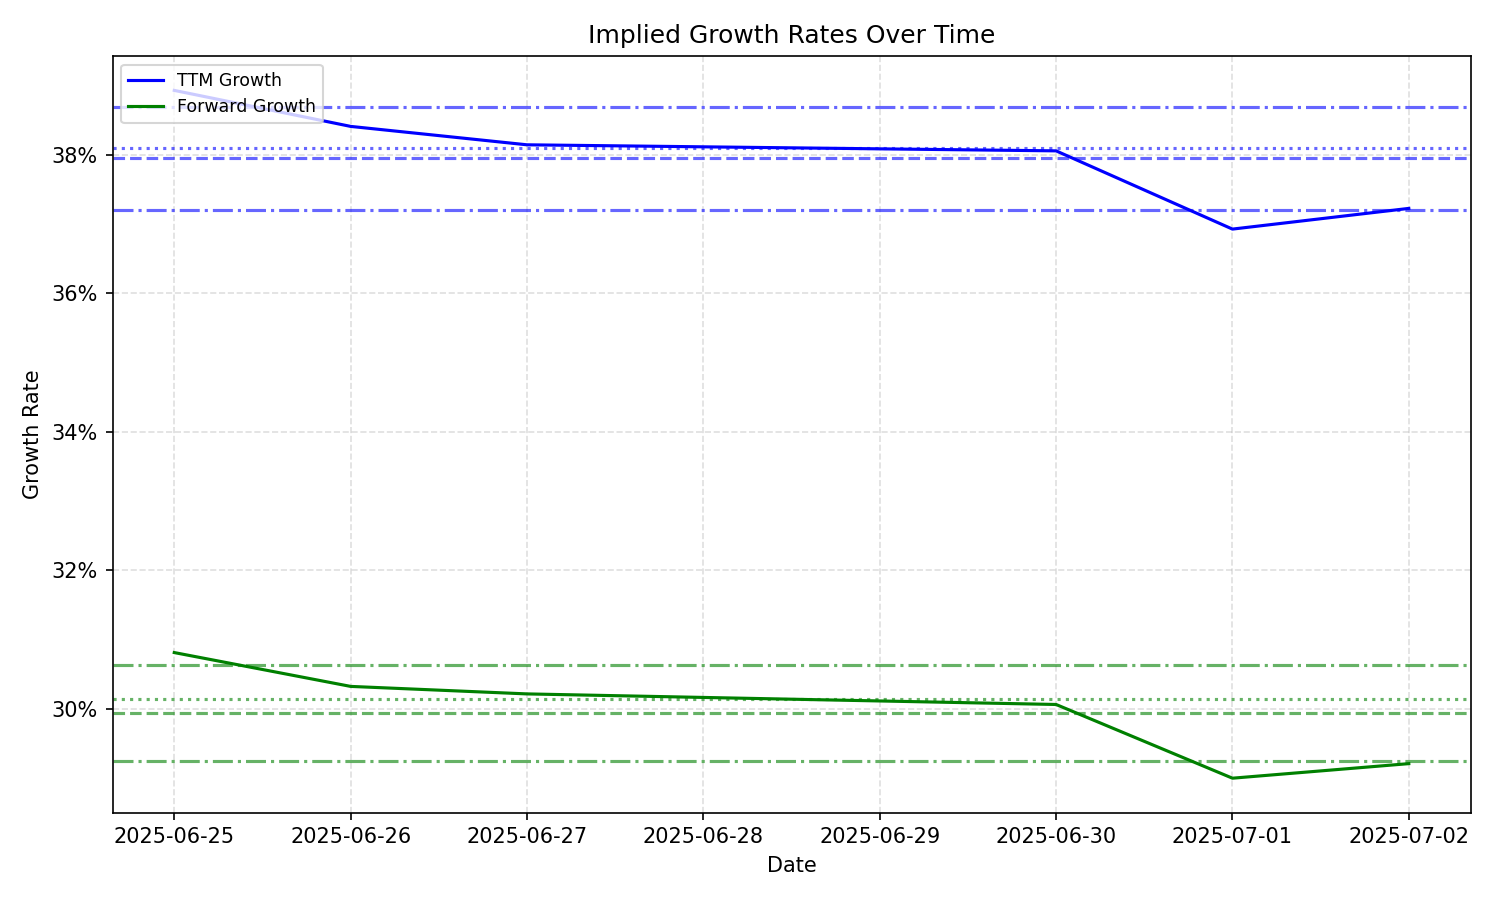 Implied Growth Rates Over Time
TTM Growth
Forward Growth
38%
36%
34%
32%
30%
Growth Rate
2025-06-25 2025-06-26 2025-06-27 2025-06-28 2025-06-29 2025-06-30 2025-07-01 2025-07-02
Date